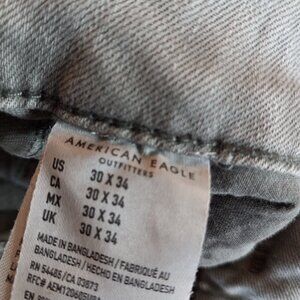 AMERICAN EAGLE
OUTFITTERS
US 30 X 34
CA 30 X 34
MX 30 X 34
UK 30 X 34
MADE IN BANGLADESH / FABRIQUÉ AU
BANGLADESH / HECHO EN BANGLADESH
RN 54485/CA 03673